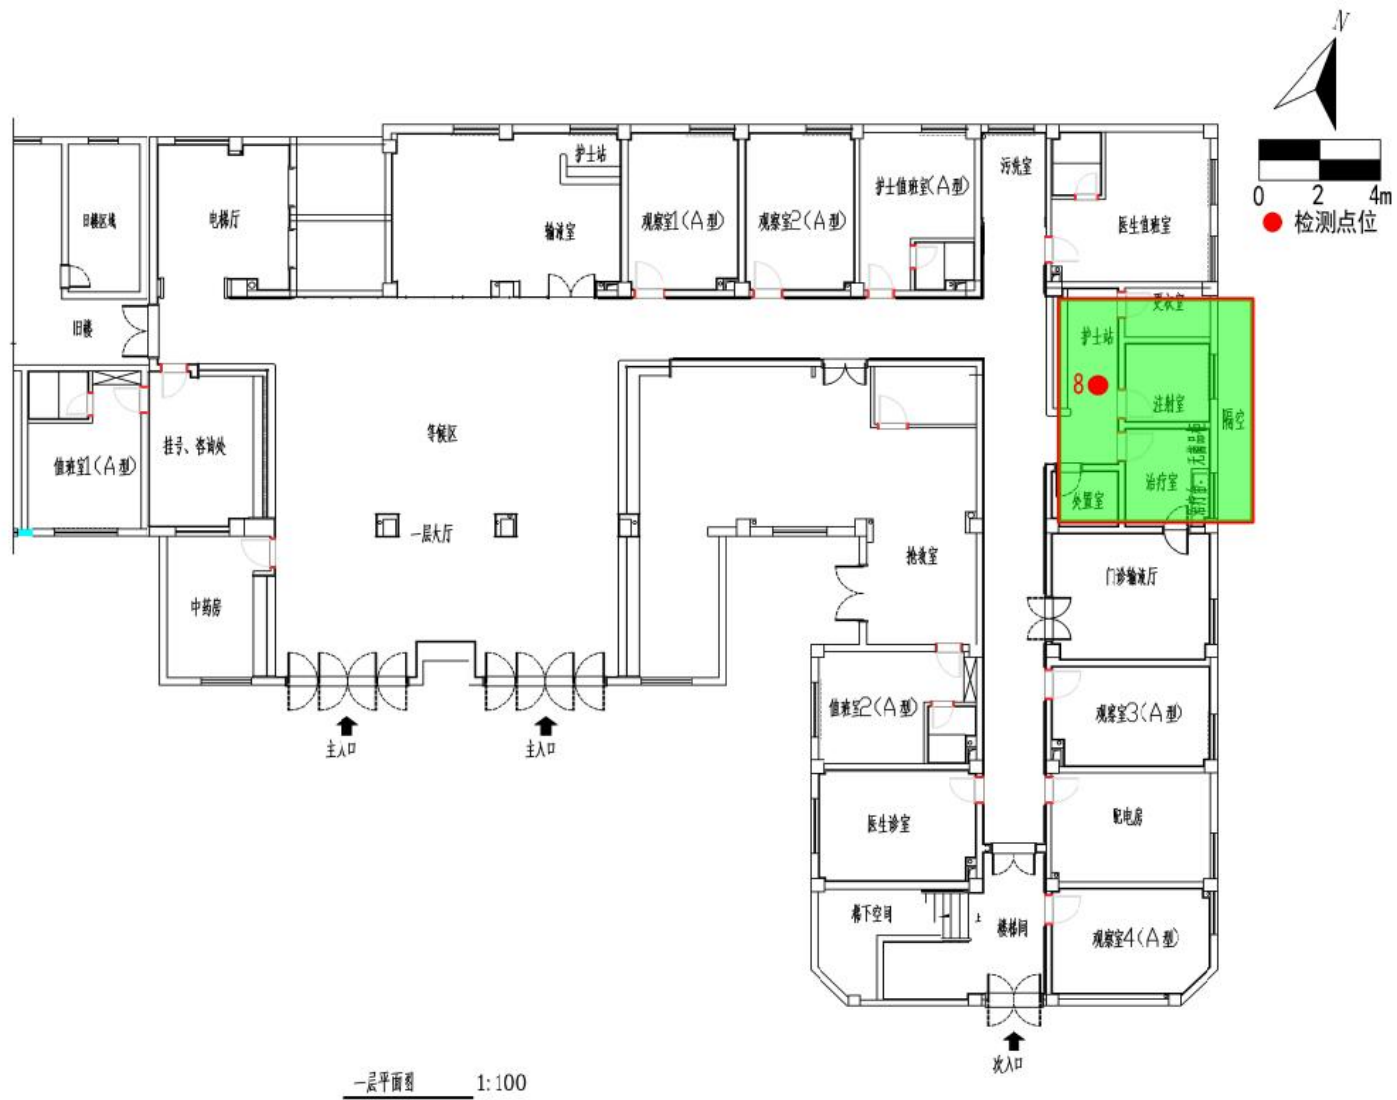 N
0 2 4m
检测点位
护士站
污洗室
旧楼区域
电梯厅
输液室
观察室1(A型)
观察室2(A型)
护士值班室(A型)
医生值班室
更衣室
旧楼
护士站
8
注射室
隔空
等候区
挂号、咨询处
值班室1(A型)
无菌品柜
治疗室
处置室
一层大厅
抢救室
门诊输液厅
中药房
值班室2(A型)
观察室3(A型)
主入口
主入口
医生诊室
配电房
梯下空间
上
楼梯间
观察室4(A型)
次入口
一层平面图 1:100